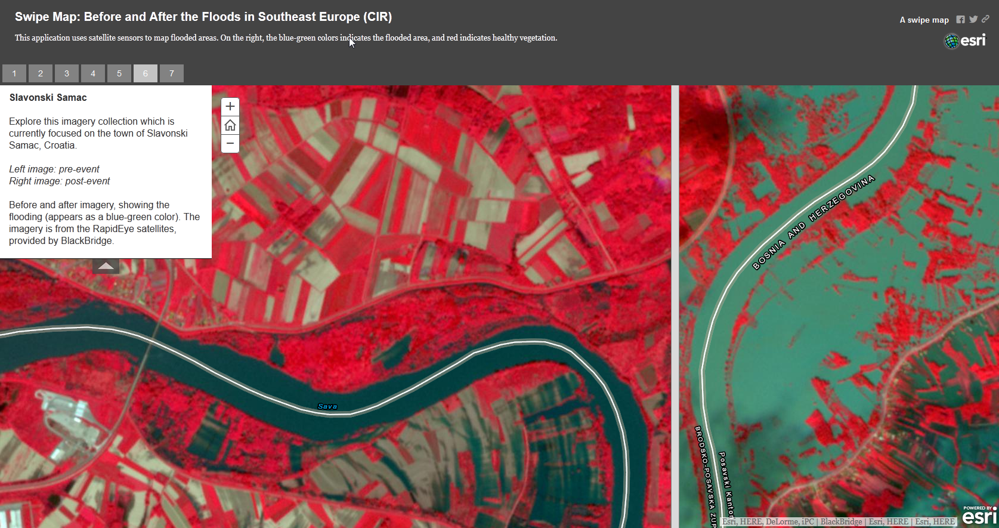 Swipe Map: Before and After the Floods in Southeast Europe (CIR)
This application uses satellite sensors to map flooded areas. On the right, the blue-green colors indicates the flooded area, and red indicates healthy vegetation.
A swipe map
esri
1 2 3 4 5 6 7
Slavonski Samac
Explore this imagery collection which is
currently focused on the town of Slavonski
Samac, Croatia.
Left image: pre-event
Right image: post-event
Before and after imagery, showing the
flooding (appears as a blue-green color). The
imagery is from the RapidEye satellites,
provided by BlackBridge.
Sava
BOSNIA AND HERZEGOVINA
BRODSKO-POSAVSKA ZUP
Posavski Kanton
POWERED BY
esri
Esri, HERE, DeLorme, iPC | BlackBridge | Esri, HERE | Esri, HERE